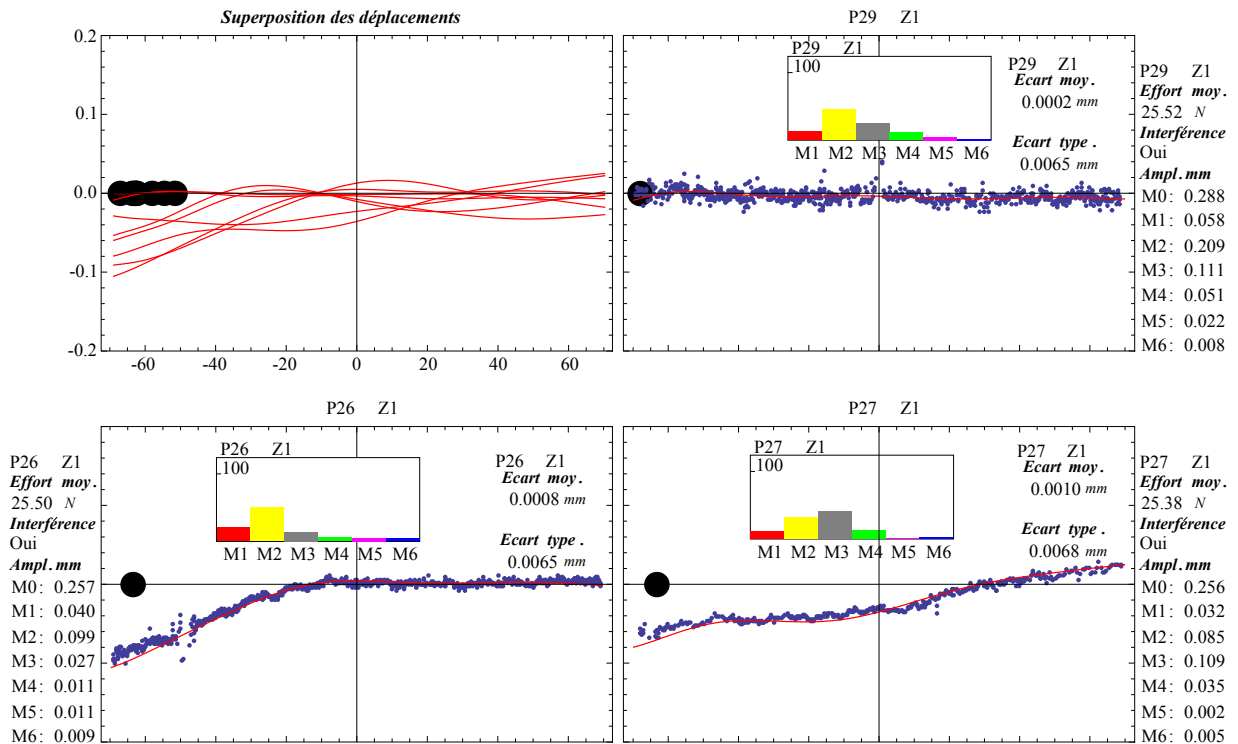 Superposition des déplacements
0.2
0.1
0.0
-0.1
-0.2
-60 -40 -20 0 20 40 60
P29 Z1
P29 Z1
100
M1 M2 M3 M4 M5 M6
P29 Z1
Ecart moy.
0.0002 mm
Ecart type.
0.0065 mm
P29 Z1
Effort moy.
25.52 N
Interférence
Oui
Ampl.mm
M0: 0.288
M1: 0.058
M2: 0.209
M3: 0.111
M4: 0.051
M5: 0.022
M6: 0.008
P26 Z1
P26 Z1
Effort moy.
25.50 N
Interférence
Oui
Ampl.mm
M0: 0.257
M1: 0.040
M2: 0.099
M3: 0.027
M4: 0.011
M5: 0.011
M6: 0.009
P26 Z1
100
M1 M2 M3 M4 M5 M6
P26 Z1
Ecart moy.
0.0008 mm
Ecart type.
0.0065 mm
P27 Z1
P27 Z1
100
M1 M2 M3 M4 M5 M6
P27 Z1
Ecart moy.
0.0010 mm
Ecart type.
0.0068 mm
P27 Z1
Effort moy.
25.38 N
Interférence
Oui
Ampl.mm
M0: 0.256
M1: 0.032
M2: 0.085
M3: 0.109
M4: 0.035
M5: 0.002
M6: 0.005